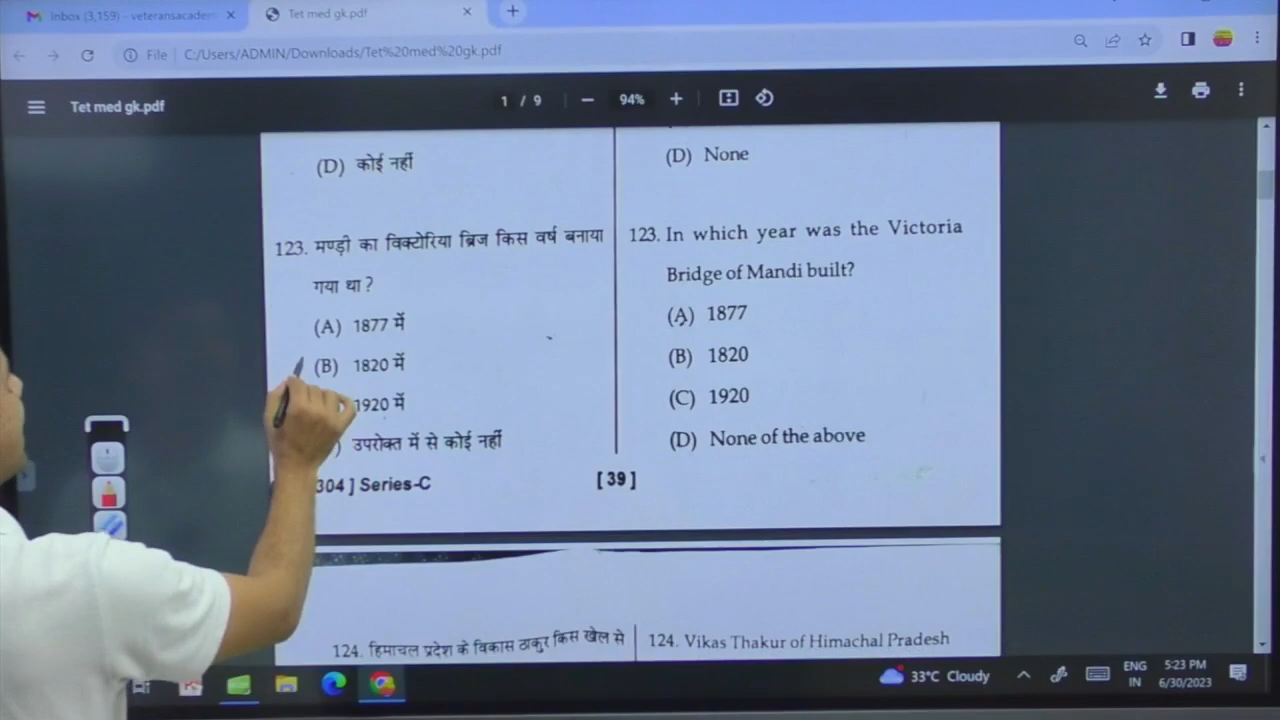 Inbox (3,159) - veteransacadem
Tet med gk.pdf
File
C:/Users/ADMIN/Downloads/Tet%20med%20gk.pdf
Tet med gk.pdf
1 / 9
94%
(D) कोई नहीं
123. मण्ड़ी का विक्टोरिया ब्रिज किस वर्ष बनाया
गया था ?
(A) 1877 में
(B) 1820 में
1920 में
) उपरोक्त में से कोई नहीं
304 ] Series-C
[ 39 ]
(D) None
123. In which year was the Victoria
Bridge of Mandi built?
(A) 1877
(B) 1820
(C) 1920
(D) None of the above
124. हिमाचल प्रदेश के विकास ठाकुर किस खेल से
124. Vikas Thakur of Himachal Pradesh
33°C Cloudy
ENG
IN
5:23 PM
6/30/2023